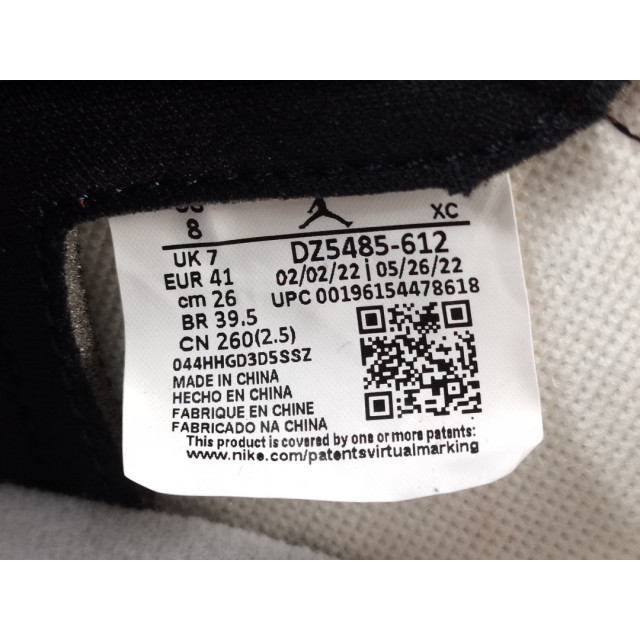 8
XC
UK 7
DZ5485-612
EUR 41
02/02/22 | 05/26/22
cm 26
UPC 00196154478618
BR 39.5
CN 260(2.5)
044HHGD3D5SSZ
MADE IN CHINA
HECHO EN CHINA
FABRIQUE EN CHINE
FABRICADO NA CHINA
This product is covered by one or more patents:
www.nike.com/patentsvirtualmarking